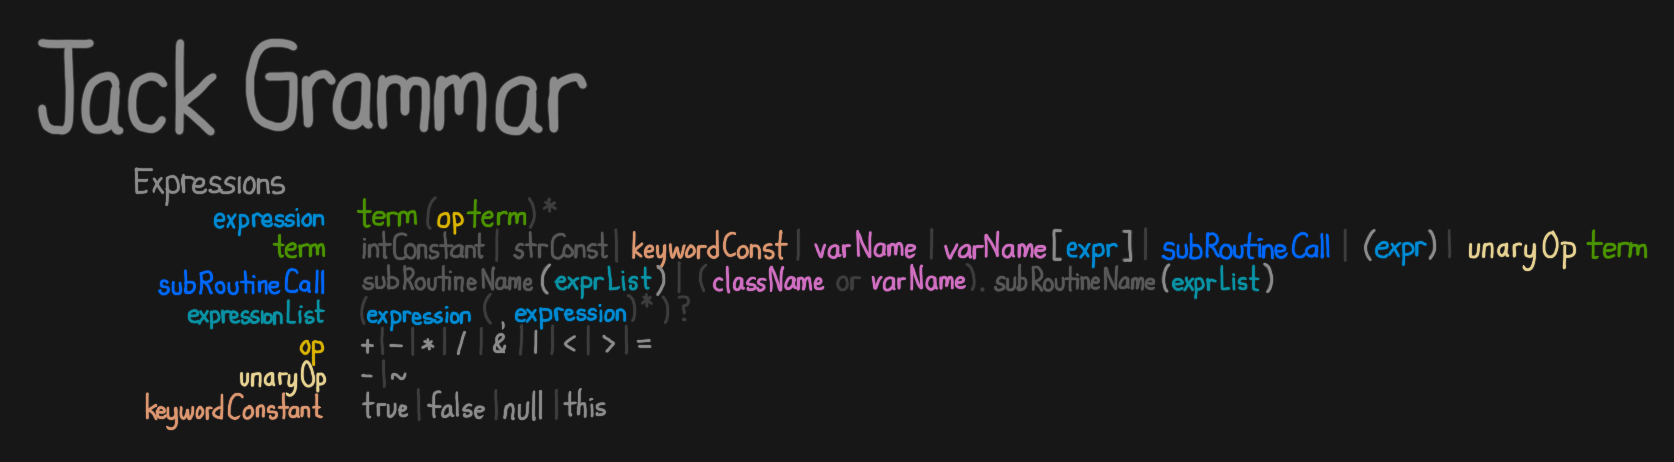 Jack Grammar
Expressions
expression term (op term)*
term intConstant | strConst | keywordConst | varName | varName[expr] | subRoutineCall | (expr) | unaryOp term
subRoutineCall subRoutineName(exprList) | (className or varName). subRoutineName(exprList)
expressionList (expression ( , expression)*)?
op + | - | * | / | & | | | < | > | =
unaryOp - | ~
keywordConstant true | false | null | this